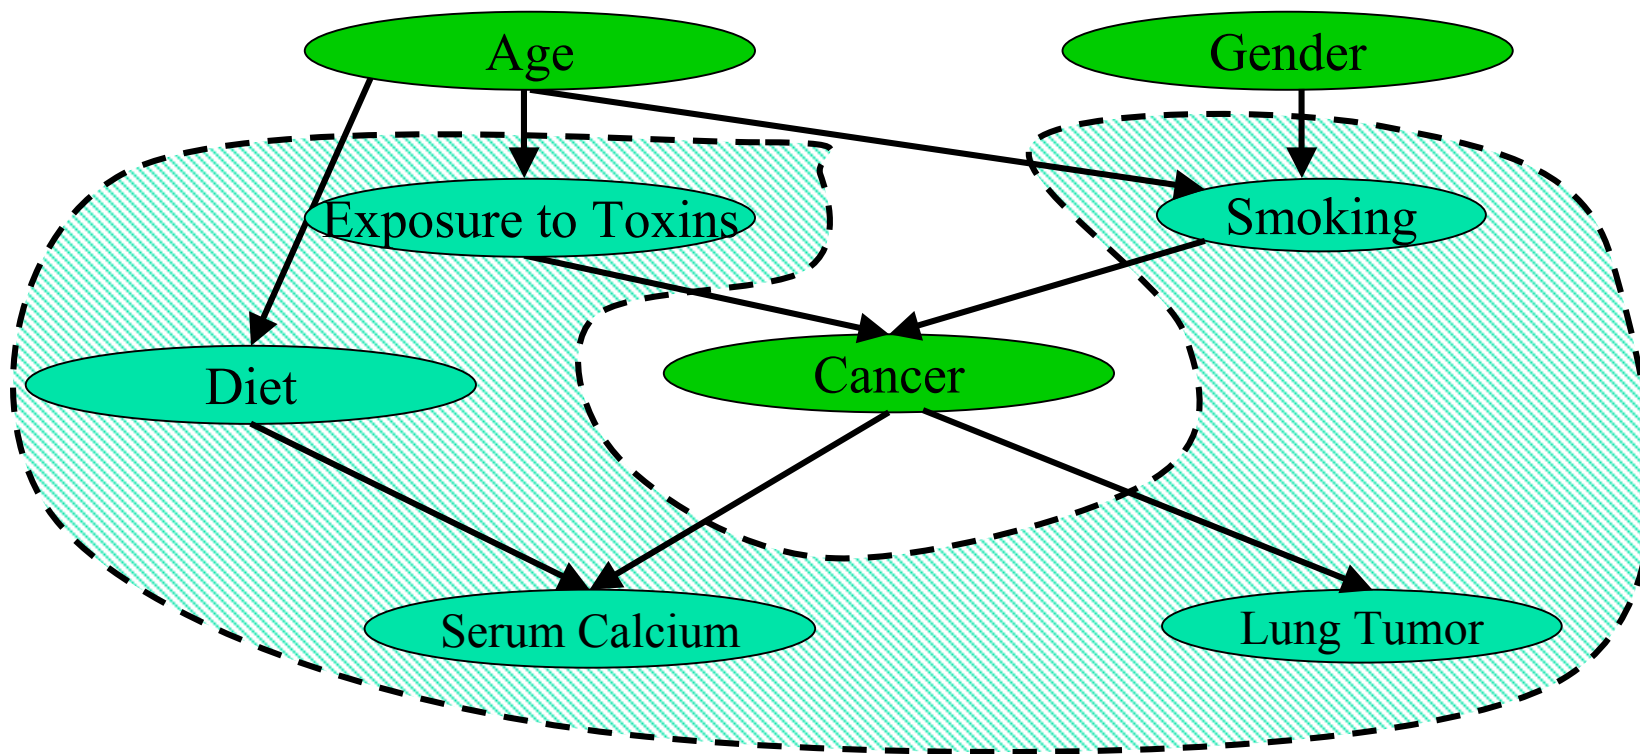 Age
Gender
Exposure to Toxins
Smoking
Diet
Cancer
Serum Calcium
Lung Tumor